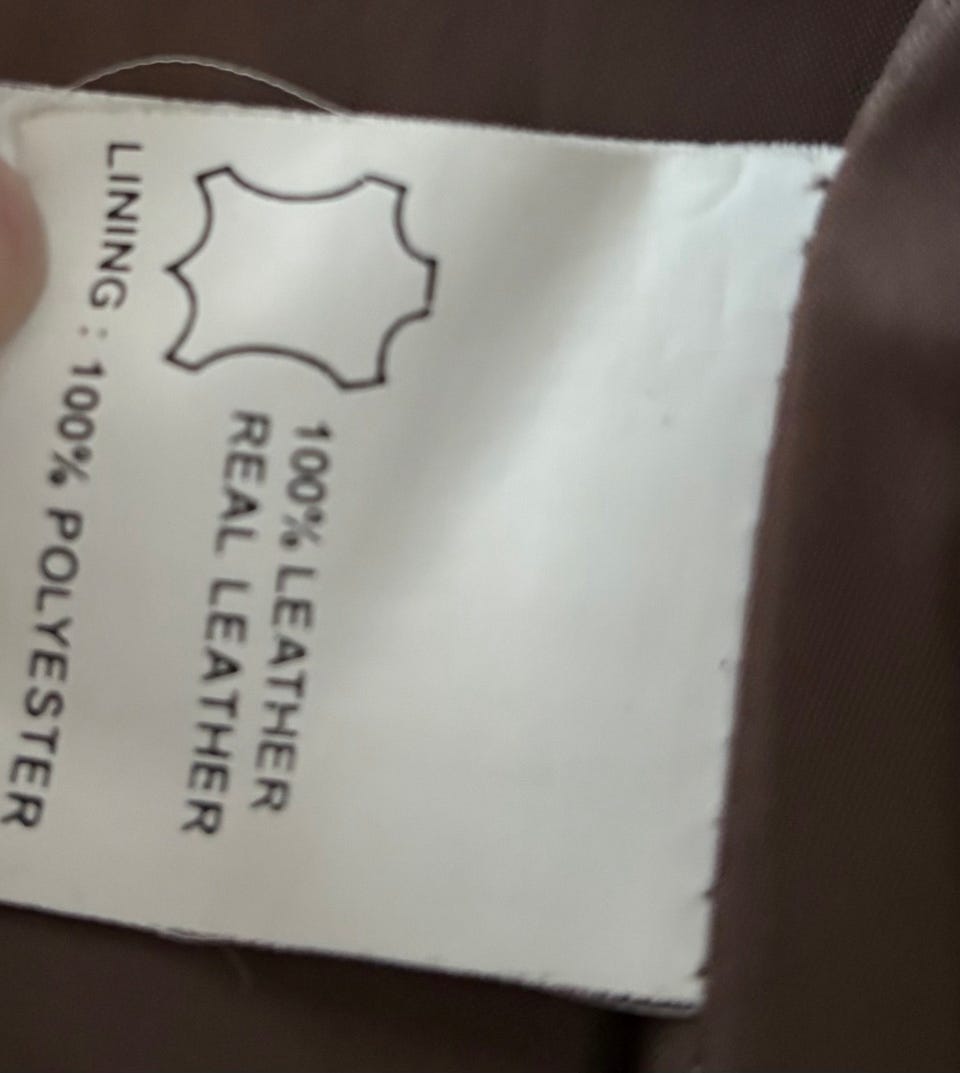 100% LEATHER
REAL LEATHER
LINING : 100% POLYESTER